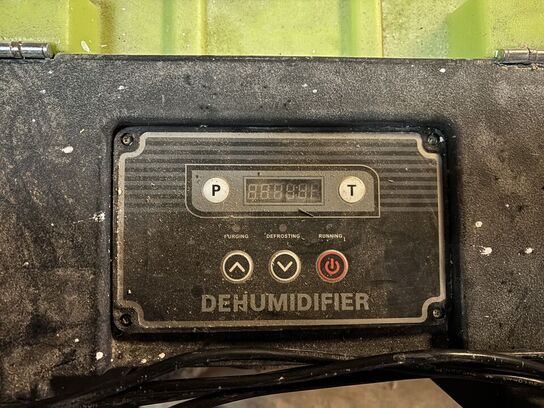 P T
PURGING DEFROSTING RUNNING
DEHUMIDIFIER